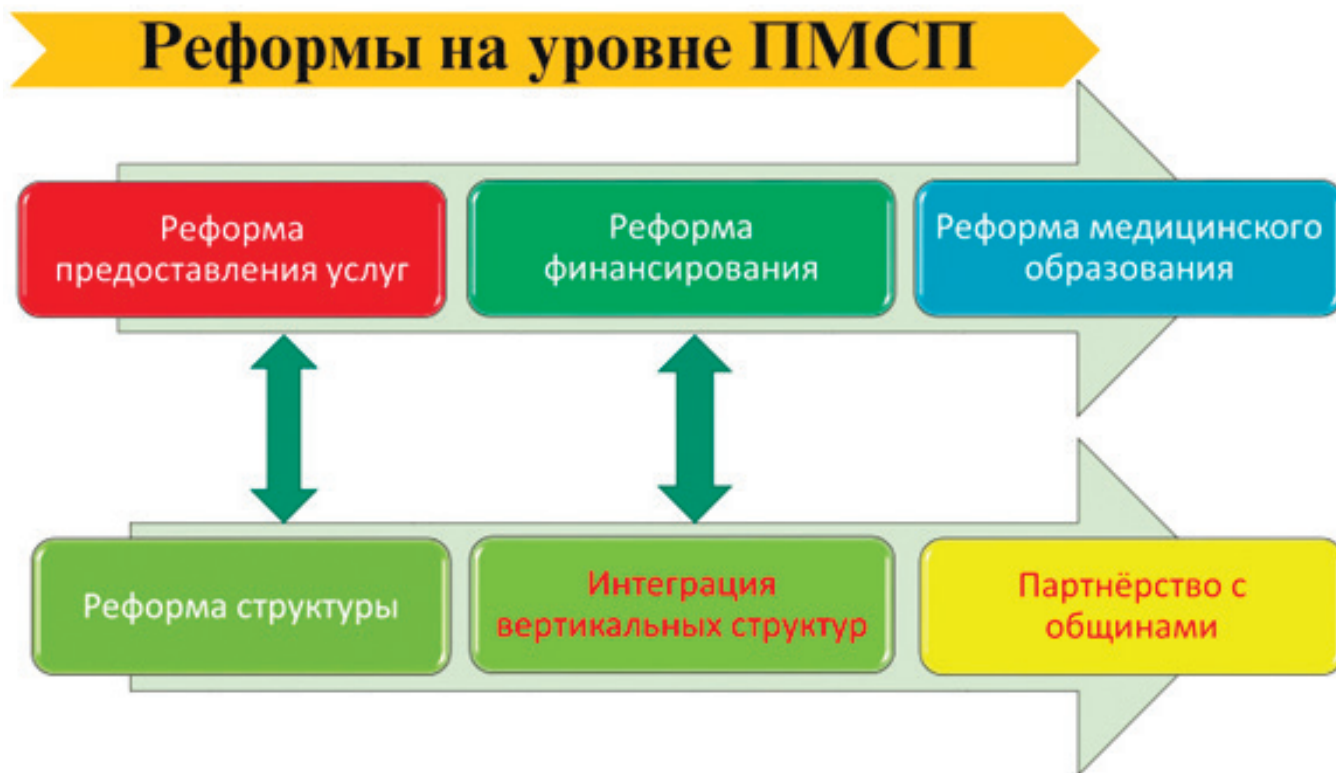 Реформы на уровне ПМСП
Реформа
предоставления услуг
Реформа
финансирования
Реформа медицинского
образования
Реформа структуры
Интеграция
вертикальных структур
Партнёрство с
общинами